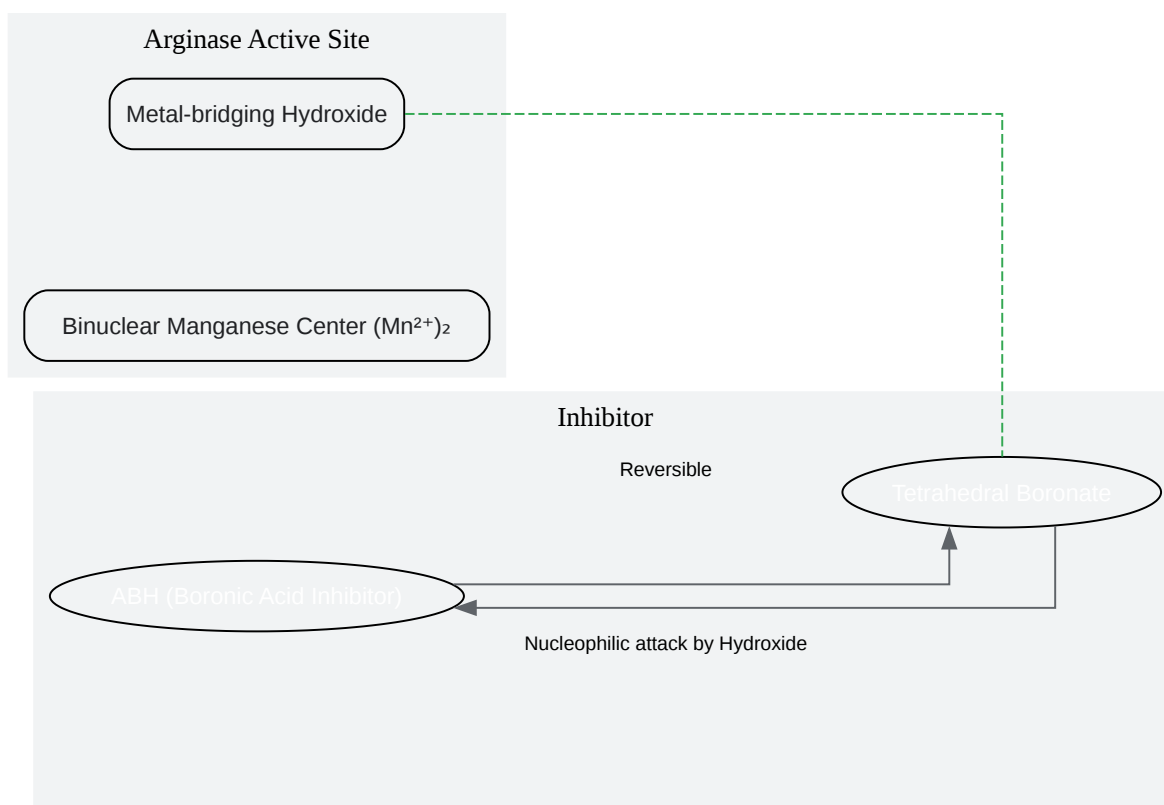 Arginase Active Site
Metal-bridging Hydroxide
Binuclear Manganese Center (Mn²⁺)₂
Inhibitor
Reversible
Tetrahedral Boronate
ABH (Boronic Acid Inhibitor)
Nucleophilic attack by Hydroxide